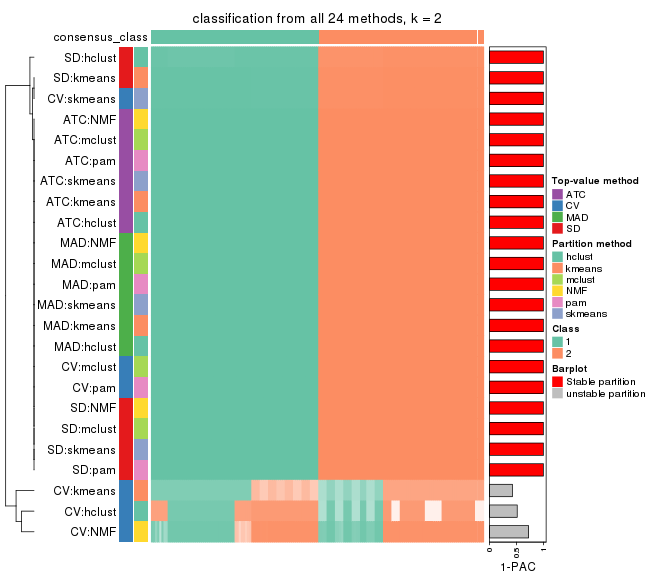 classification from all 24 methods, k = 2
consensus_class
SD:hclust
SD:kmeans
CV:skmeans
ATC:NMF
ATC:mclust
ATC:pam
ATC:skmeans
ATC:kmeans
ATC:hclust
MAD:NMF
MAD:mclust
MAD:pam
MAD:skmeans
MAD:kmeans
MAD:hclust
CV:mclust
CV:pam
SD:NMF
SD:mclust
SD:skmeans
SD:pam
CV:kmeans
CV:hclust
CV:NMF
0 0.5 1
1-PAC
Top-value method
ATC
CV
MAD
SD
Partition method
hclust
kmeans
mclust
NMF
pam
skmeans
Class
1
2
Barplot
Stable partition
unstable partition